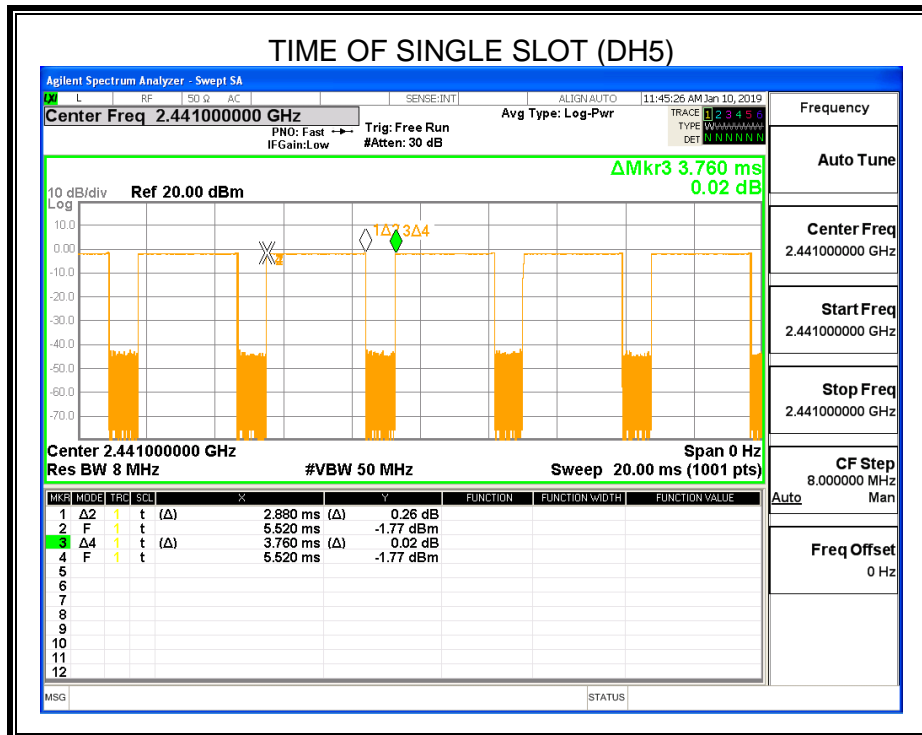 TIME OF SINGLE SLOT (DH5)
Agilent Spectrum Analyzer - Swept SA
LXI L RF 50 Ω AC SENSE:INT ALIGN AUTO 11:45:26 AM Jan 10, 2019
Center Freq 2.441000000 GHz
PNO: Fast
IFGain:Low
Trig: Free Run
#Atten: 30 dB
Avg Type: Log-Pwr
TRACE 1 2 3 4 5 6
TYPE
DET N N N N N N
ΔMkr3 3.760 ms
0.02 dB
10 dB/div Ref 20.00 dBm
Log
10.0
0.00
-10.0
-20.0
-30.0
-40.0
-50.0
-60.0
-70.0
3Δ4
Center 2.441000000 GHz Span 0 Hz
Res BW 8 MHz #VBW 50 MHz Sweep 20.00 ms (1001 pts)
MKR MODE TRC SCL X Y FUNCTION FUNCTION WIDTH FUNCTION VALUE
1 Δ2 1 t (Δ) 2.880 ms (Δ) 0.26 dB
2 F 1 t 5.520 ms -1.77 dBm
3 Δ4 1 t (Δ) 3.760 ms (Δ) 0.02 dB
4 F 1 t 5.520 ms -1.77 dBm
5
6
7
8
9
10
11
12
MSG STATUS
Frequency
Auto Tune
Center Freq
2.441000000 GHz
Start Freq
2.441000000 GHz
Stop Freq
2.441000000 GHz
CF Step
8.000000 MHz
Auto Man
Freq Offset
0 Hz